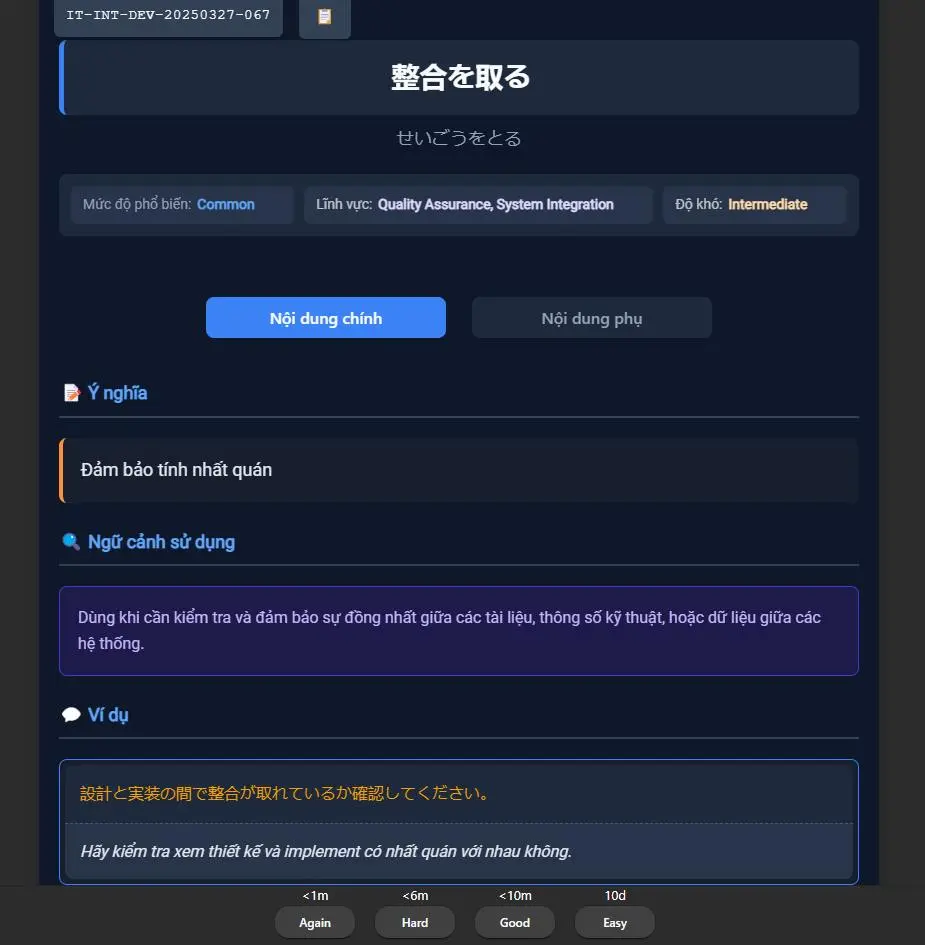 IT-INT-DEV-20250327-067
整合を取る
せいごうをとる
Mức độ phổ biến: Common
Lĩnh vực: Quality Assurance, System Integration
Độ khó: Intermediate
Nội dung chính
Nội dung phụ
Ý nghĩa
Đảm bảo tính nhất quán
Ngữ cảnh sử dụng
Dùng khi cần kiểm tra và đảm bảo sự đồng nhất giữa các tài liệu, thông số kỹ thuật, hoặc dữ liệu giữa các
hệ thống.
Ví dụ
設計と実装の間で整合が取れているか確認してください。
Hãy kiểm tra xem thiết kế và implement có nhất quán với nhau không.
<1m
<6m
<10m
10d
Again
Hard
Good
Easy